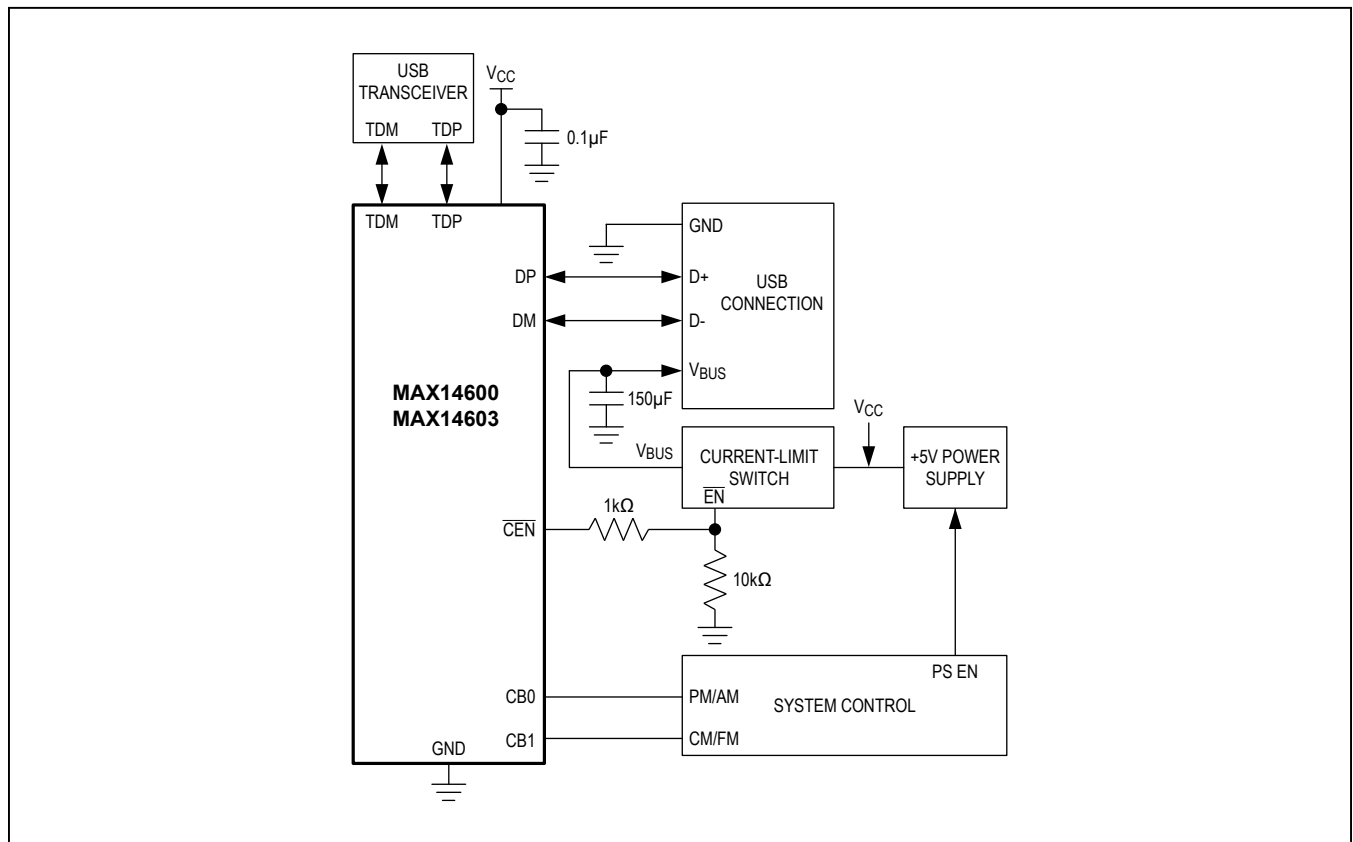 USB
TRANSCEIVER
TDM TDP
VCC
0.1µF
TDM TDP
DP
DM
MAX14600
MAX14603
CEN
CB0
CB1
GND
GND
D+
USB
CONNECTION
D-
VBUS
150µF
VBUS
CURRENT-LIMIT
SWITCH
EN
VCC
+5V POWER
SUPPLY
1kΩ
10kΩ
PS EN
PM/AM
SYSTEM CONTROL
CM/FM